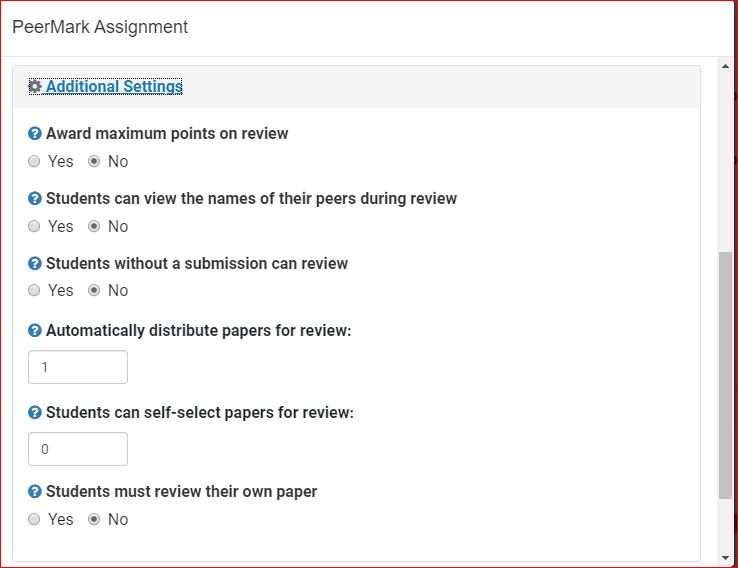 PeerMark Assignment
Additional Settings
Award maximum points on review
Yes No
Students can view the names of their peers during review
Yes No
Students without a submission can review
Yes No
Automatically distribute papers for review:
1
Students can self-select papers for review:
0
Students must review their own paper
Yes No